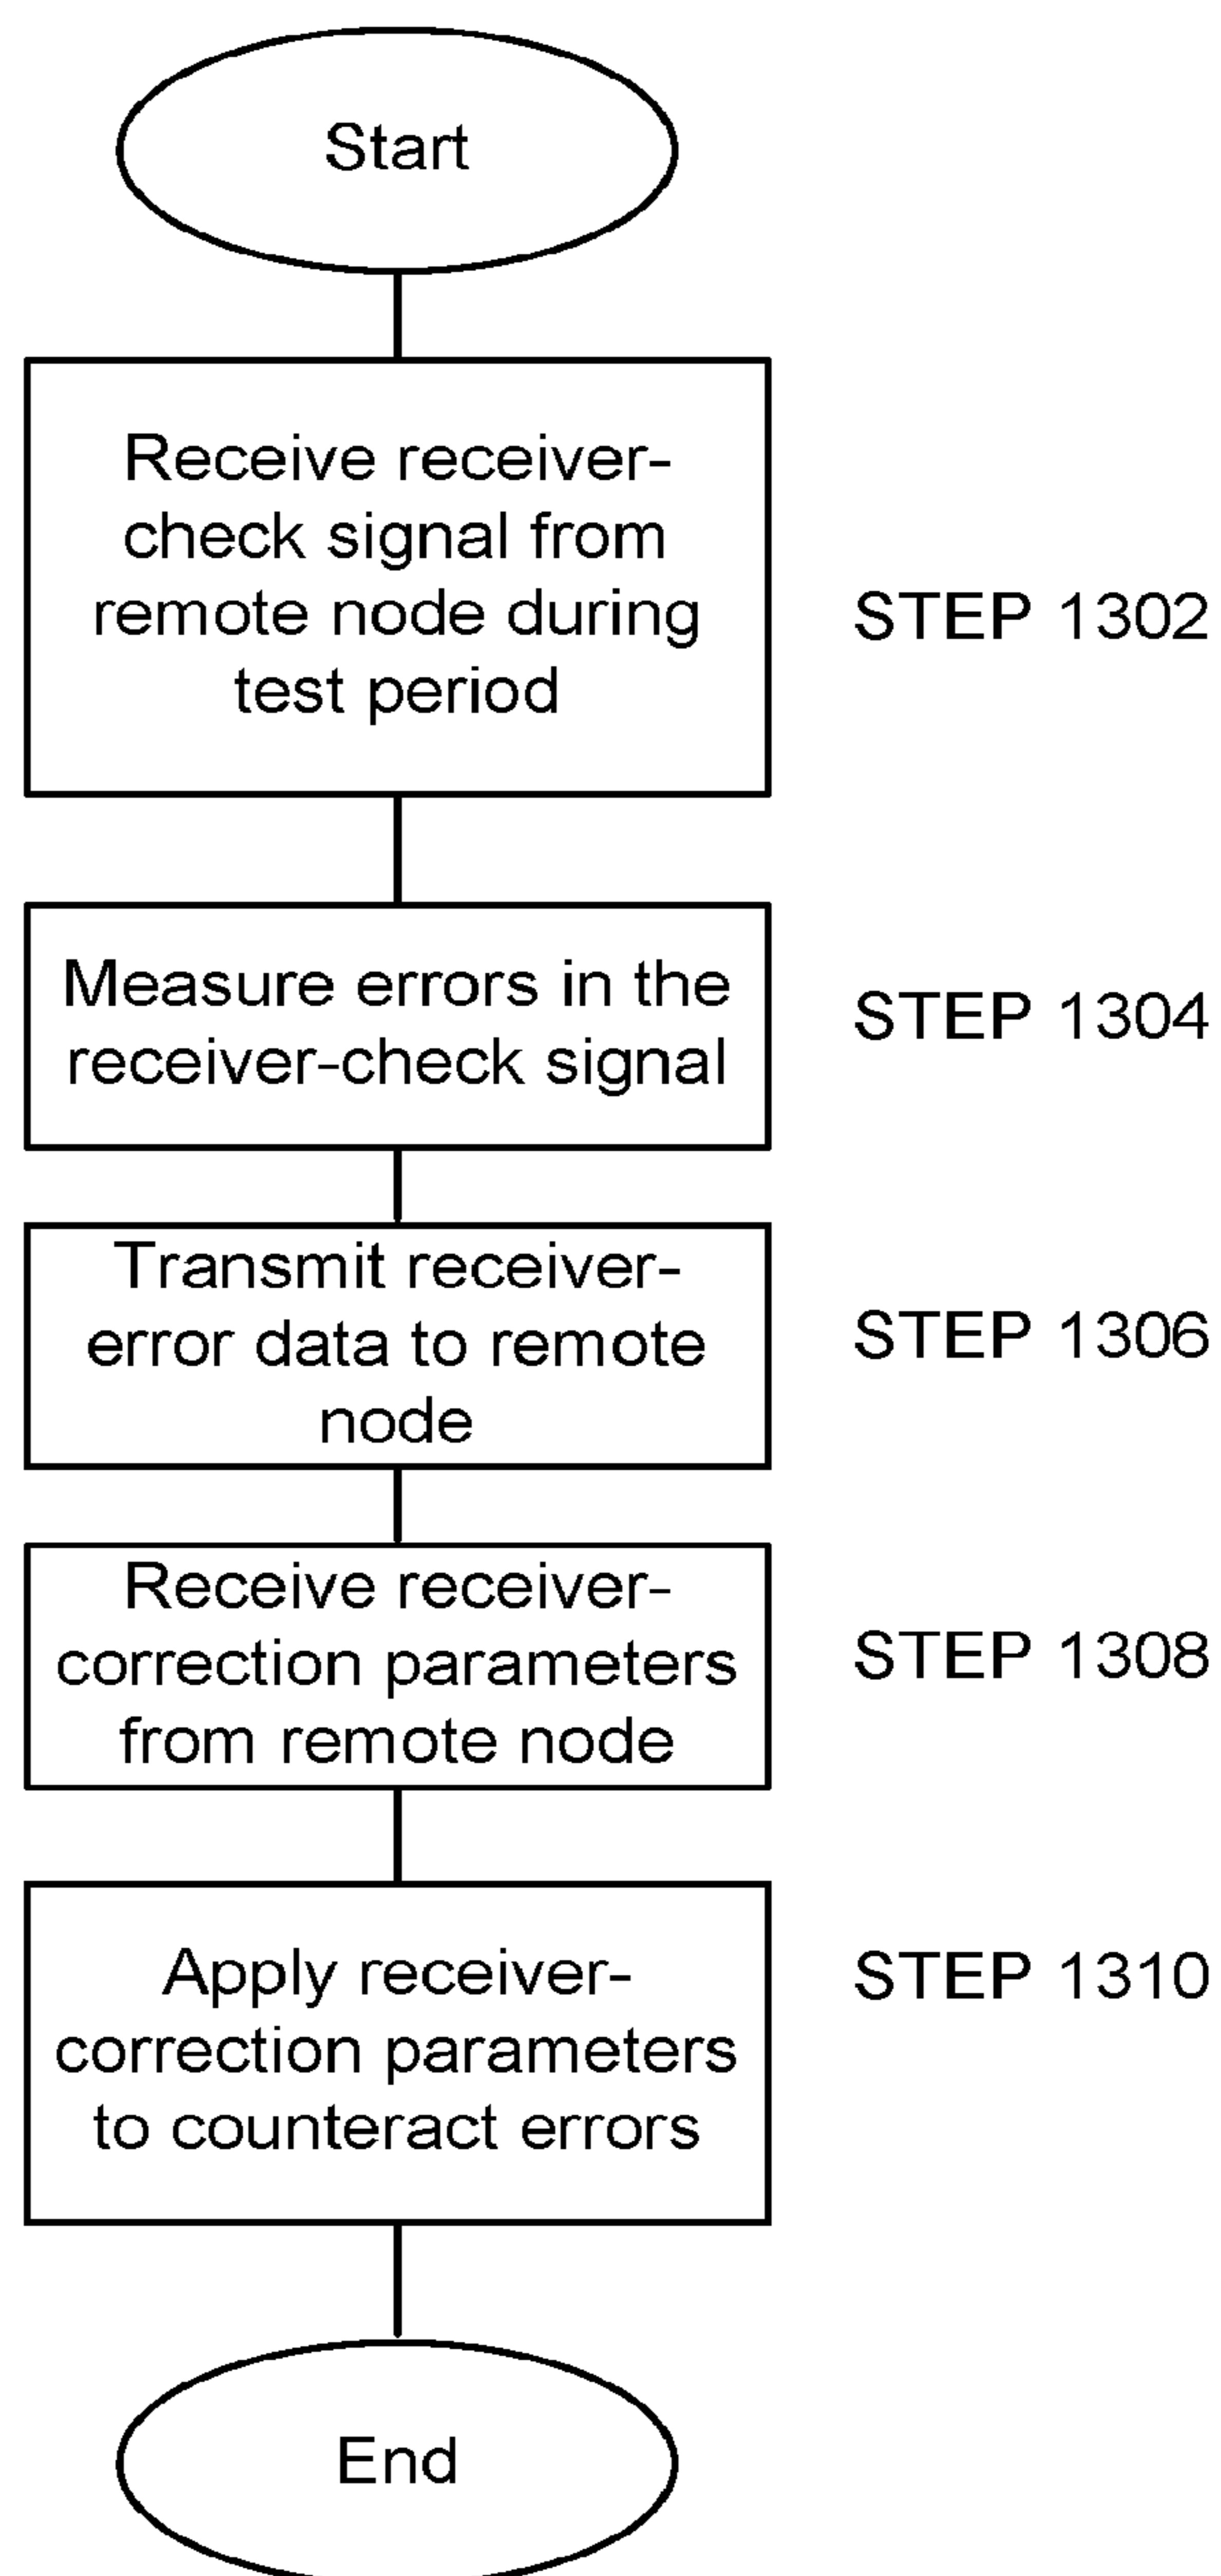 Start
Receive receiver-
check signal from
remote node during
test period
STEP 1302
Measure errors in the
receiver-check signal
STEP 1304
Transmit receiver-
error data to remote
node
STEP 1306
Receive receiver-
correction parameters
from remote node
STEP 1308
Apply receiver-
correction parameters
to counteract errors
STEP 1310
End